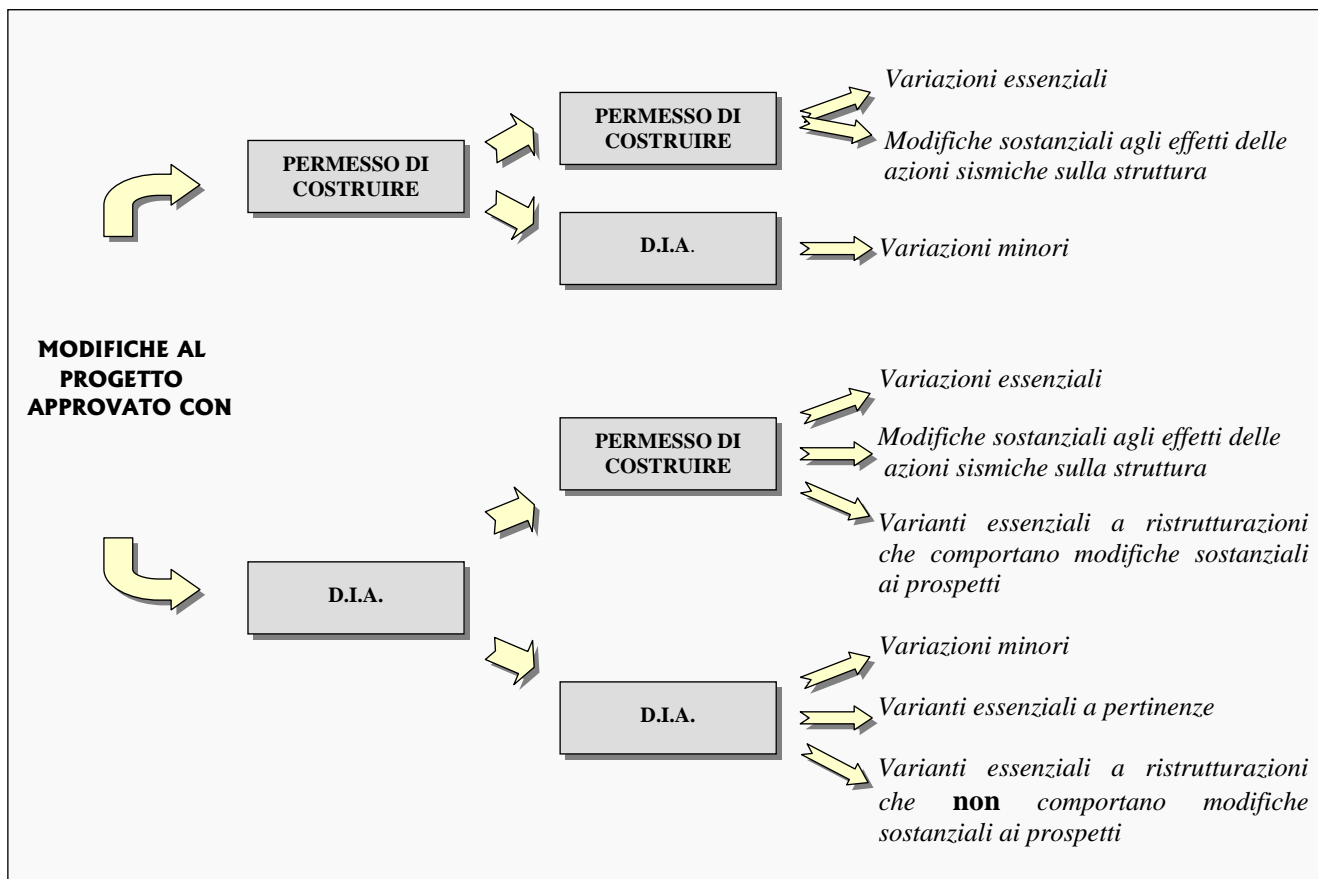 MODIFICHE AL
PROGETTO
APPROVATO CON
PERMESSO DI
COSTRUIRE
PERMESSO DI
COSTRUIRE
Variazioni essenziali
Modifiche sostanziali agli effetti delle
azioni sismiche sulla struttura
D.I.A.
Variazioni minori
D.I.A.
PERMESSO DI
COSTRUIRE
Variazioni essenziali
Modifiche sostanziali agli effetti delle
azioni sismiche sulla struttura
Varianti essenziali a ristrutturazioni
che comportano modifiche sostanziali
ai prospetti
D.I.A.
Variazioni minori
Varianti essenziali a pertinenze
Varianti essenziali a ristrutturazioni
che non comportano modifiche
sostanziali ai prospetti